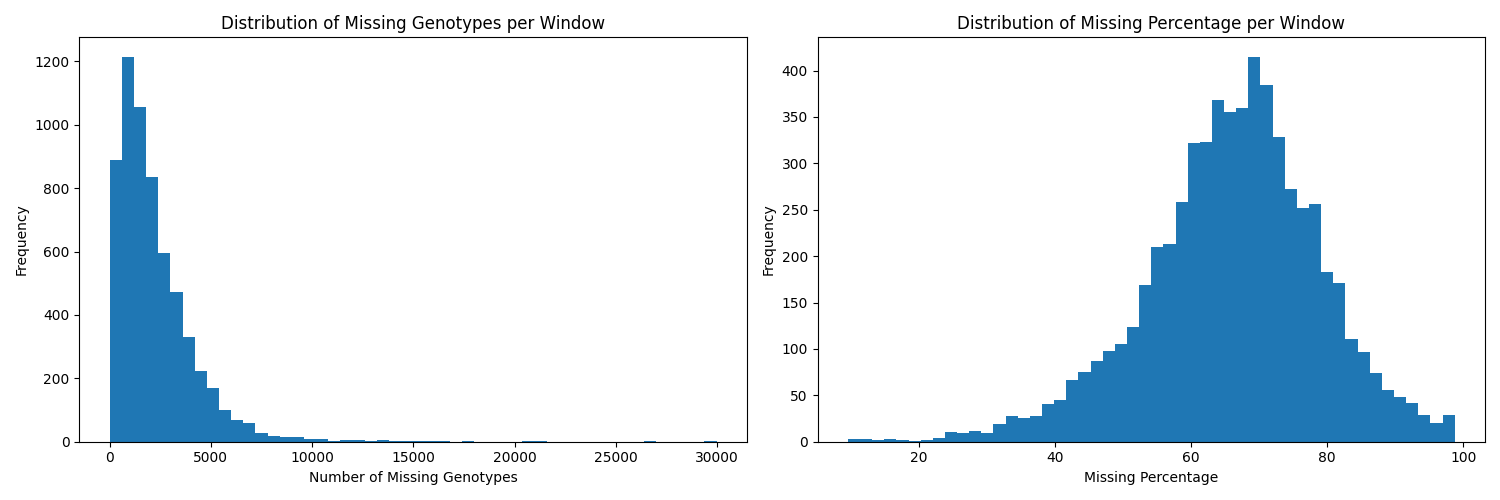 Distribution of Missing Genotypes per Window
Frequency
1200
1000
800
600
400
200
0
0 5000 10000 15000 20000 25000 30000
Number of Missing Genotypes
Distribution of Missing Percentage per Window
Frequency
400
350
300
250
200
150
100
50
0
20 40 60 80 100
Missing Percentage